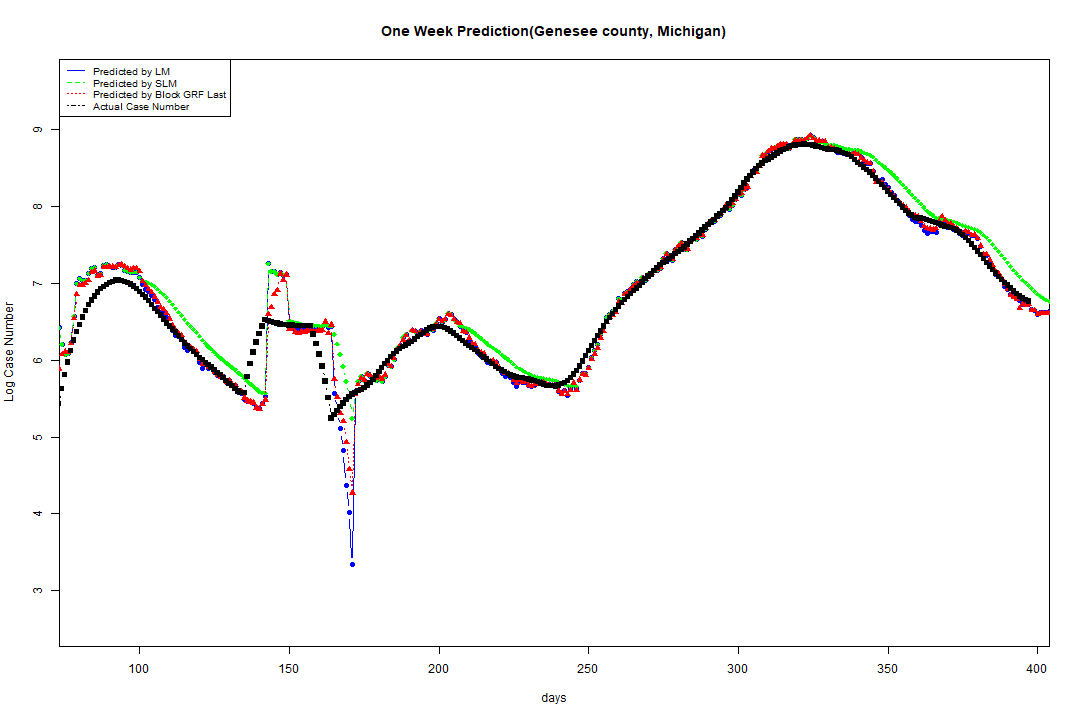 One Week Prediction(Genesee county, Michigan)
Predicted by LM
Predicted by SLM
Predicted by Block GRF Last
Actual Case Number
9
8
7
6
5
4
3
Log Case Number
100 150 200 250 300 350 400
days